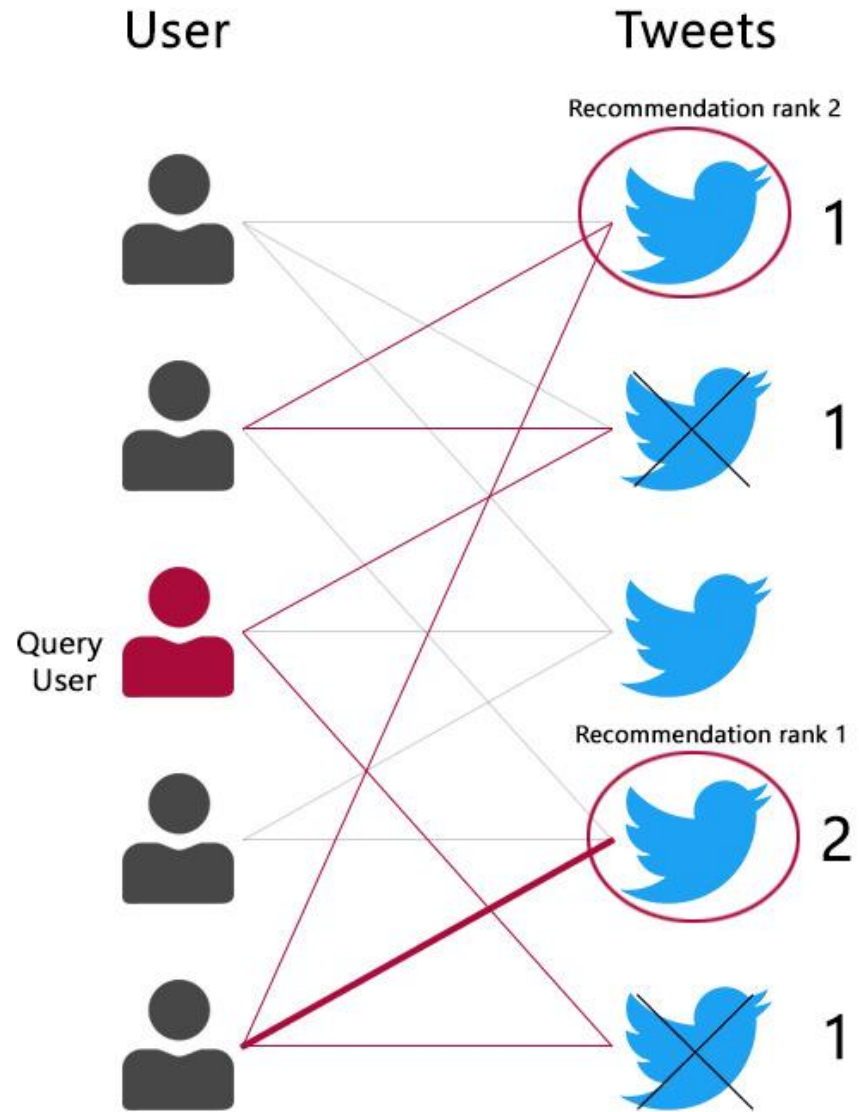 User
Tweets
Recommendation rank 2
1
1
Query
User
Recommendation rank 1
2
1